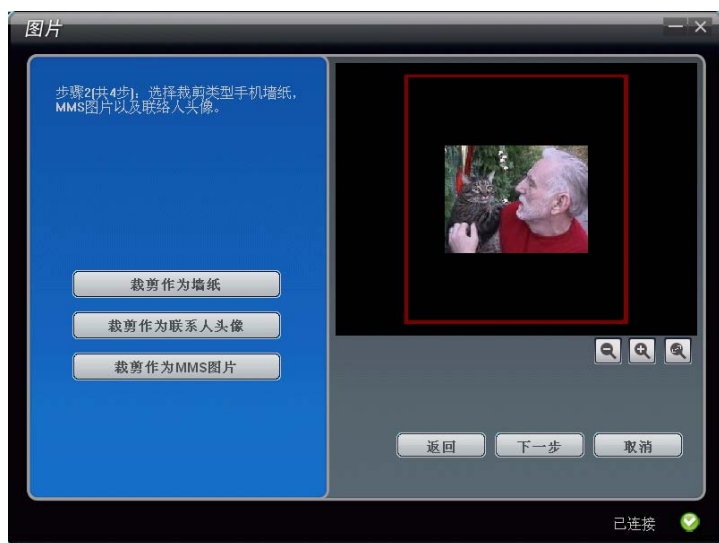 图片
步骤2(共4步)：选择裁剪类型手机墙纸，
MMS图片以及联络人头像。
裁剪作为墙纸
裁剪作为联系人头像
裁剪作为MMS图片
返回
下一步
取消
已连接